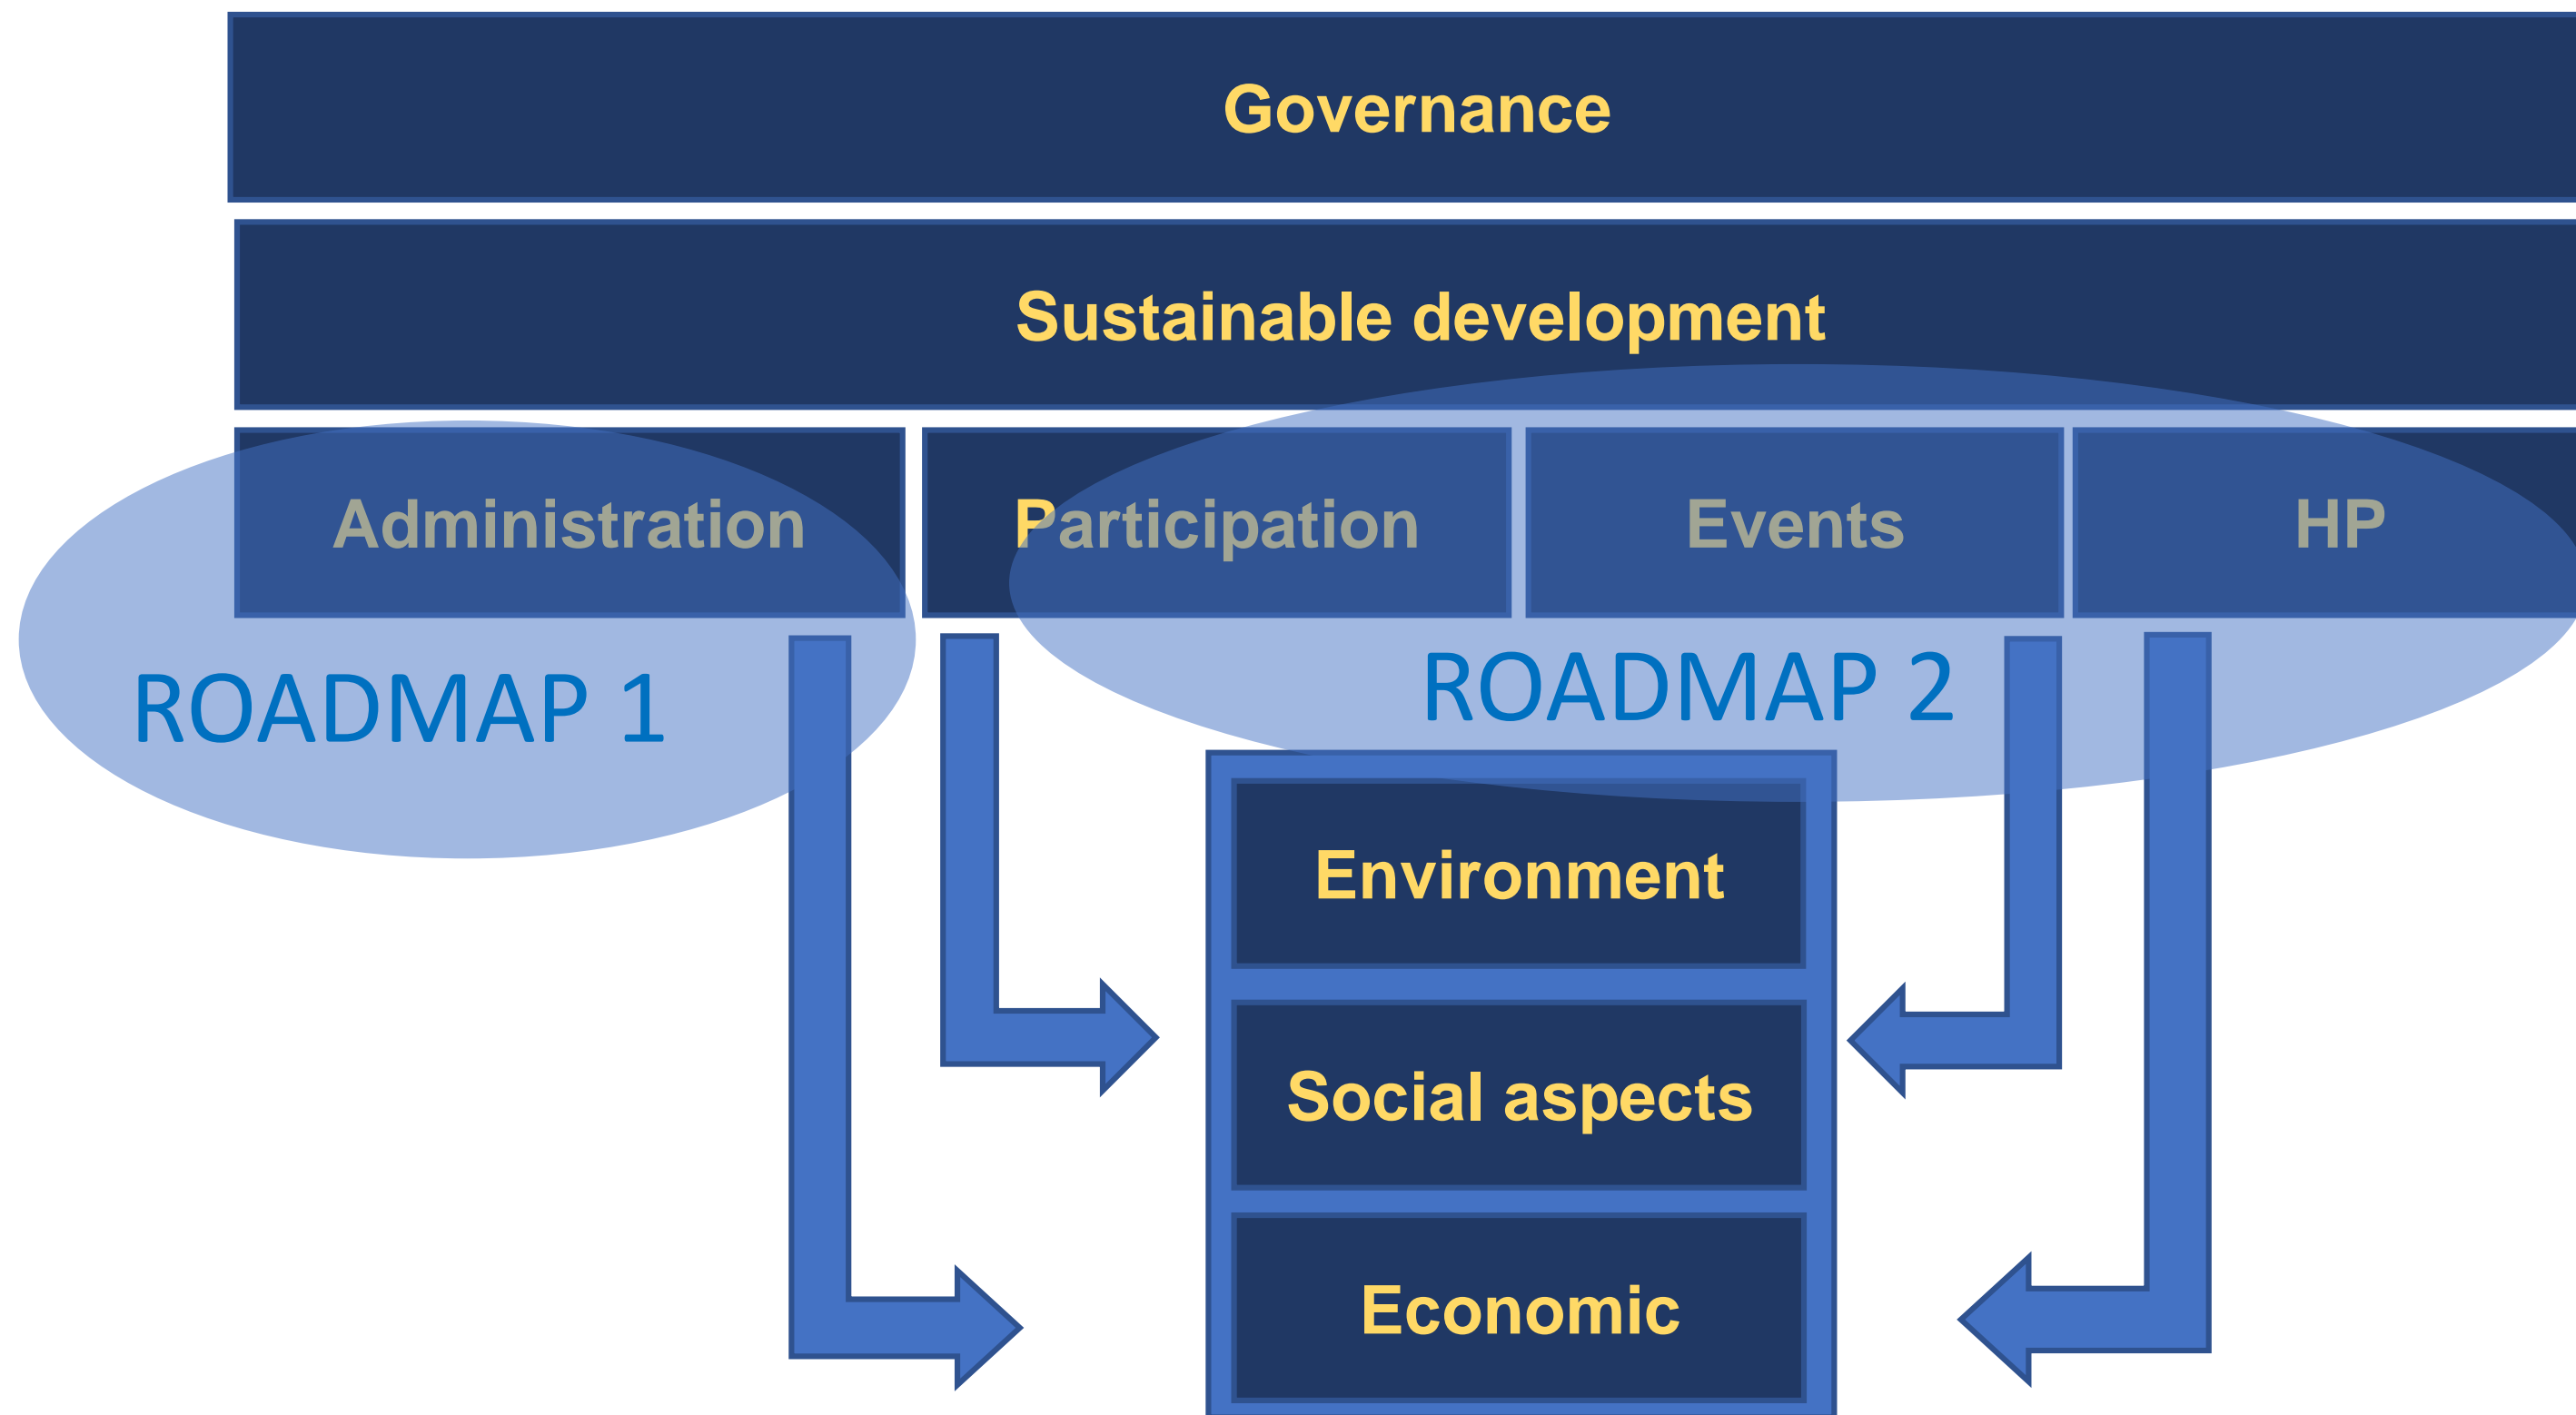 Governance
Sustainable development
Administration
Participation
Events
HP
ROADMAP 1
ROADMAP 2
Environment
Social aspects
Economic